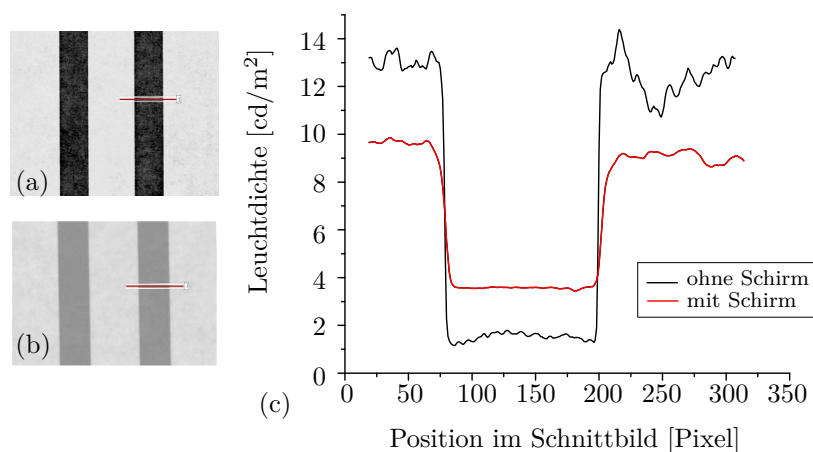 (a)
(b)
(c)
Leuchtdichte [cd/m²]
14
12
10
8
6
4
2
0
0 50 100 150 200 250 300 350
Position im Schnittbild [Pixel]
ohne Schirm
mit Schirm